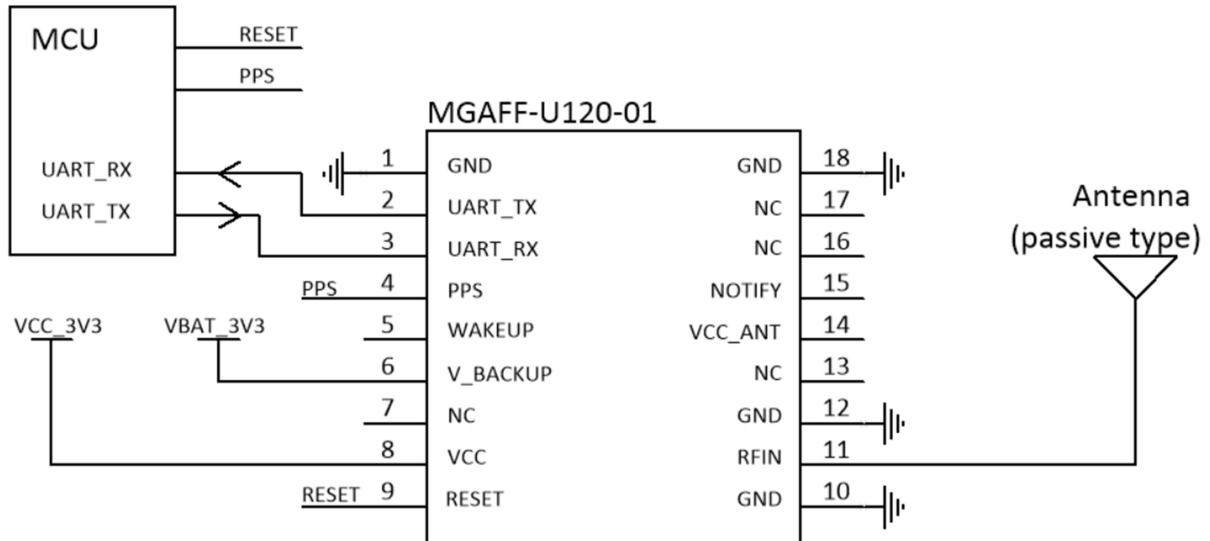 MCU
RESET
PPS
UART_RX
UART_TX
MGAFF-U120-01
1 GND
2 UART_TX
3 UART_RX
PPS 4 PPS
5 WAKEUP
VCC_3V3 VBAT_3V3
6 V_BACKUP
7 NC
8 VCC
RESET 9 RESET
GND 18
NC 17
NC 16
NOTIFY 15
VCC_ANT 14
NC 13
GND 12
RFIN 11
GND 10
Antenna
(passive type)